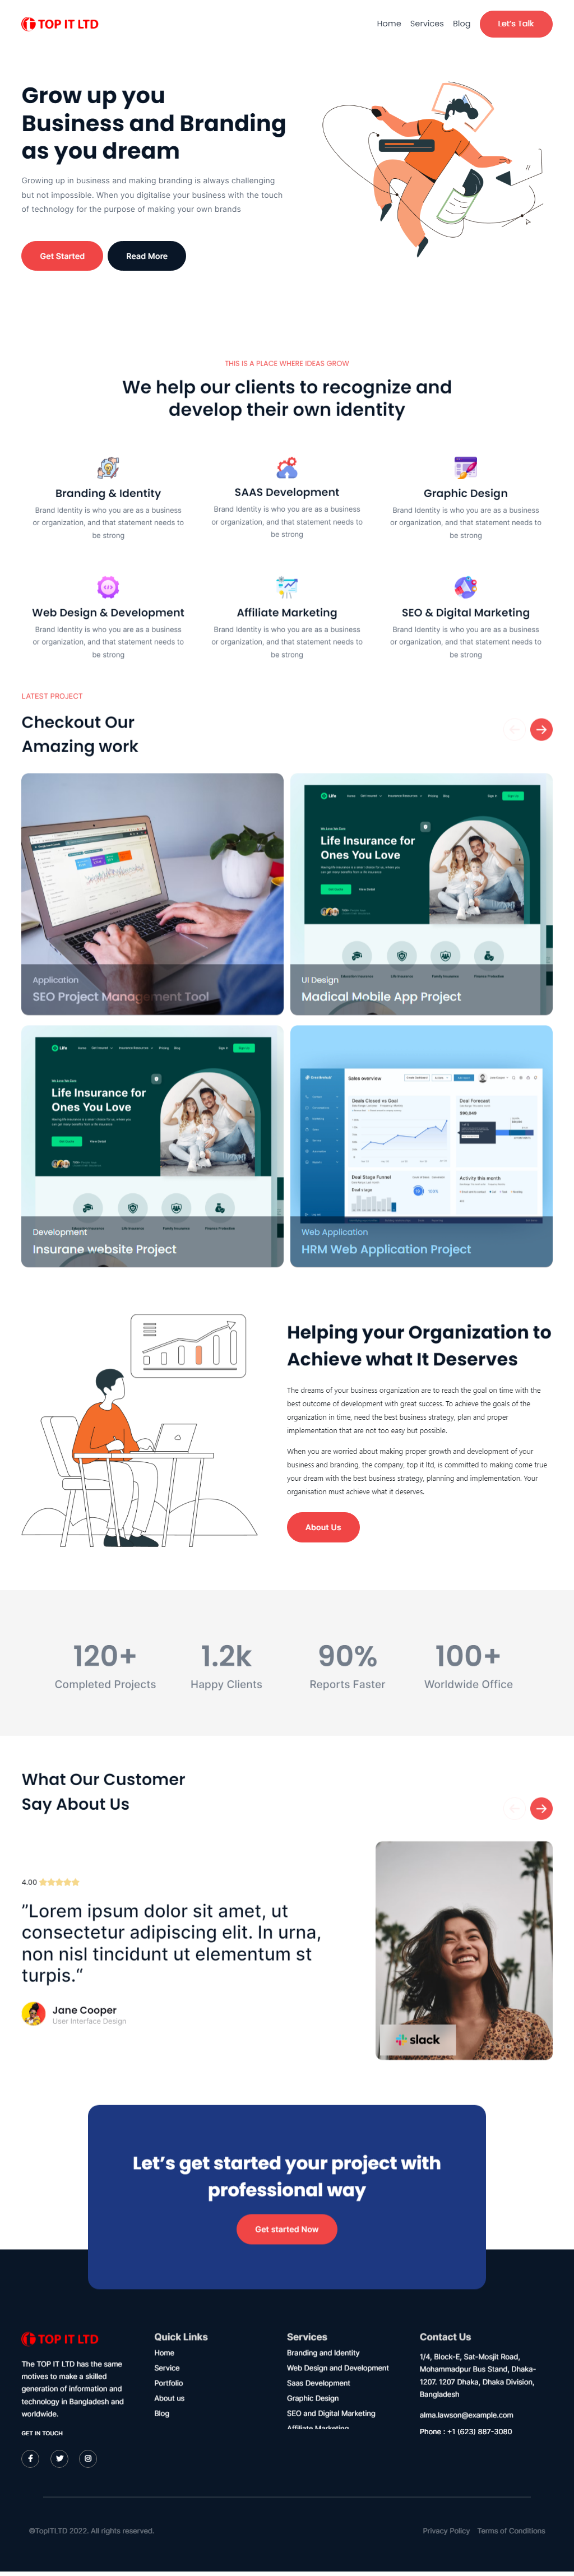 TOP IT LTD
Home Services Blog Let's Talk
Grow up you
Business and Branding
as you dream
Growing up in business and making branding is always challenging
but not impossible. When you digitalise your business with the touch
of technology for the purpose of making your own brands
Get Started Read More
THIS IS A PLACE WHERE IDEAS GROW
We help our clients to recognize and
develop their own identity
Branding & Identity
Brand Identity is who you are as a business
or organization, and that statement needs to
be strong
SAAS Development
Brand Identity is who you are as a business
or organization, and that statement needs to
be strong
Graphic Design
Brand Identity is who you are as a business
or organization, and that statement needs to
be strong
Web Design & Development
Brand Identity is who you are as a business
or organization, and that statement needs to
be strong
Affiliate Marketing
Brand Identity is who you are as a business
or organization, and that statement needs to
be strong
SEO & Digital Marketing
Brand Identity is who you are as a business
or organization, and that statement needs to
be strong
LATEST PROJECT
Checkout Our
Amazing work
Application
SEO Project Management Tool
Life
Life Insurance for
Ones You Love
UI Design
Madical Mobile App Project
Life
Life Insurance for
Ones You Love
Development
Insurane website Project
Sales overview
Deals Closed vs Goal
Deal Forecast
Deal Stage Funnel
Deal stage
Activity this month
Web Application
HRM Web Application Project
Helping your Organization to
Achieve what It Deserves
The dreams of your business organization are to reach the goal on time with the
best outcome of development with great success. To achieve the goals of the
organization in time, need the best business strategy, plan and proper
implementation that are not too easy but possible.
When you are worried about making proper growth and development of your
business and branding, the company, top it ltd, is committed to making come true
your dream with the best business strategy, planning and implementation. Your
organisation must achieve what it deserves.
About Us
120+
Completed Projects
1.2k
Happy Clients
90%
Reports Faster
100+
Worldwide Office
What Our Customer
Say About Us
4.00
”Lorem ipsum dolor sit amet, ut
consectetur adipiscing elit. In urna,
non nisl tincidunt ut elementum st
turpis.“
Jane Cooper
User Interface Design
slack
Let's get started your project with
professional way
Get started Now
TOP IT LTD
The TOP IT LTD has the same
motives to make a skilled
generation of information and
technology in Bangladesh and
worldwide.
GET IN TOUCH
Quick Links
Home
Service
Portfolio
About us
Blog
Services
Branding and Identity
Web Design and Development
Saas Development
Graphic Design
SEO and Digital Marketing
Affiliate Marketing
Contact Us
1/4, Block-E, Sat-Mosjit Road,
Mohammadpur Bus Stand, Dhaka-
1207. 1207 Dhaka, Dhaka Division,
Bangladesh
alma.lawson@example.com
Phone : +1 (623) 887-3080
©TopITLTD 2022. All rights reserved.
Privacy Policy Terms of Conditions